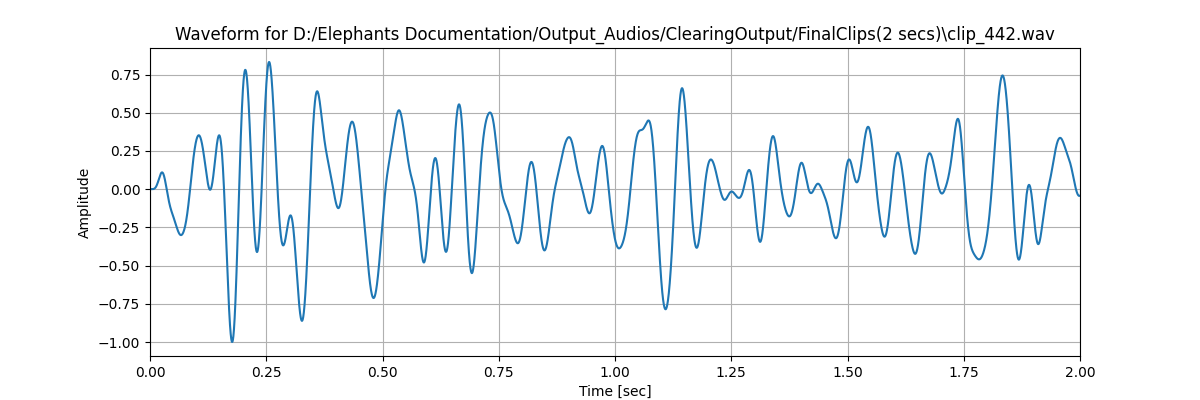 Waveform for D:/Elephants Documentation/Output_Audios/ClearingOutput/FinalClips(2 secs)\clip_442.wav
0.75
0.50
0.25
0.00
−0.25
−0.50
−0.75
−1.00
Amplitude
0.00 0.25 0.50 0.75 1.00 1.25 1.50 1.75 2.00
Time [sec]